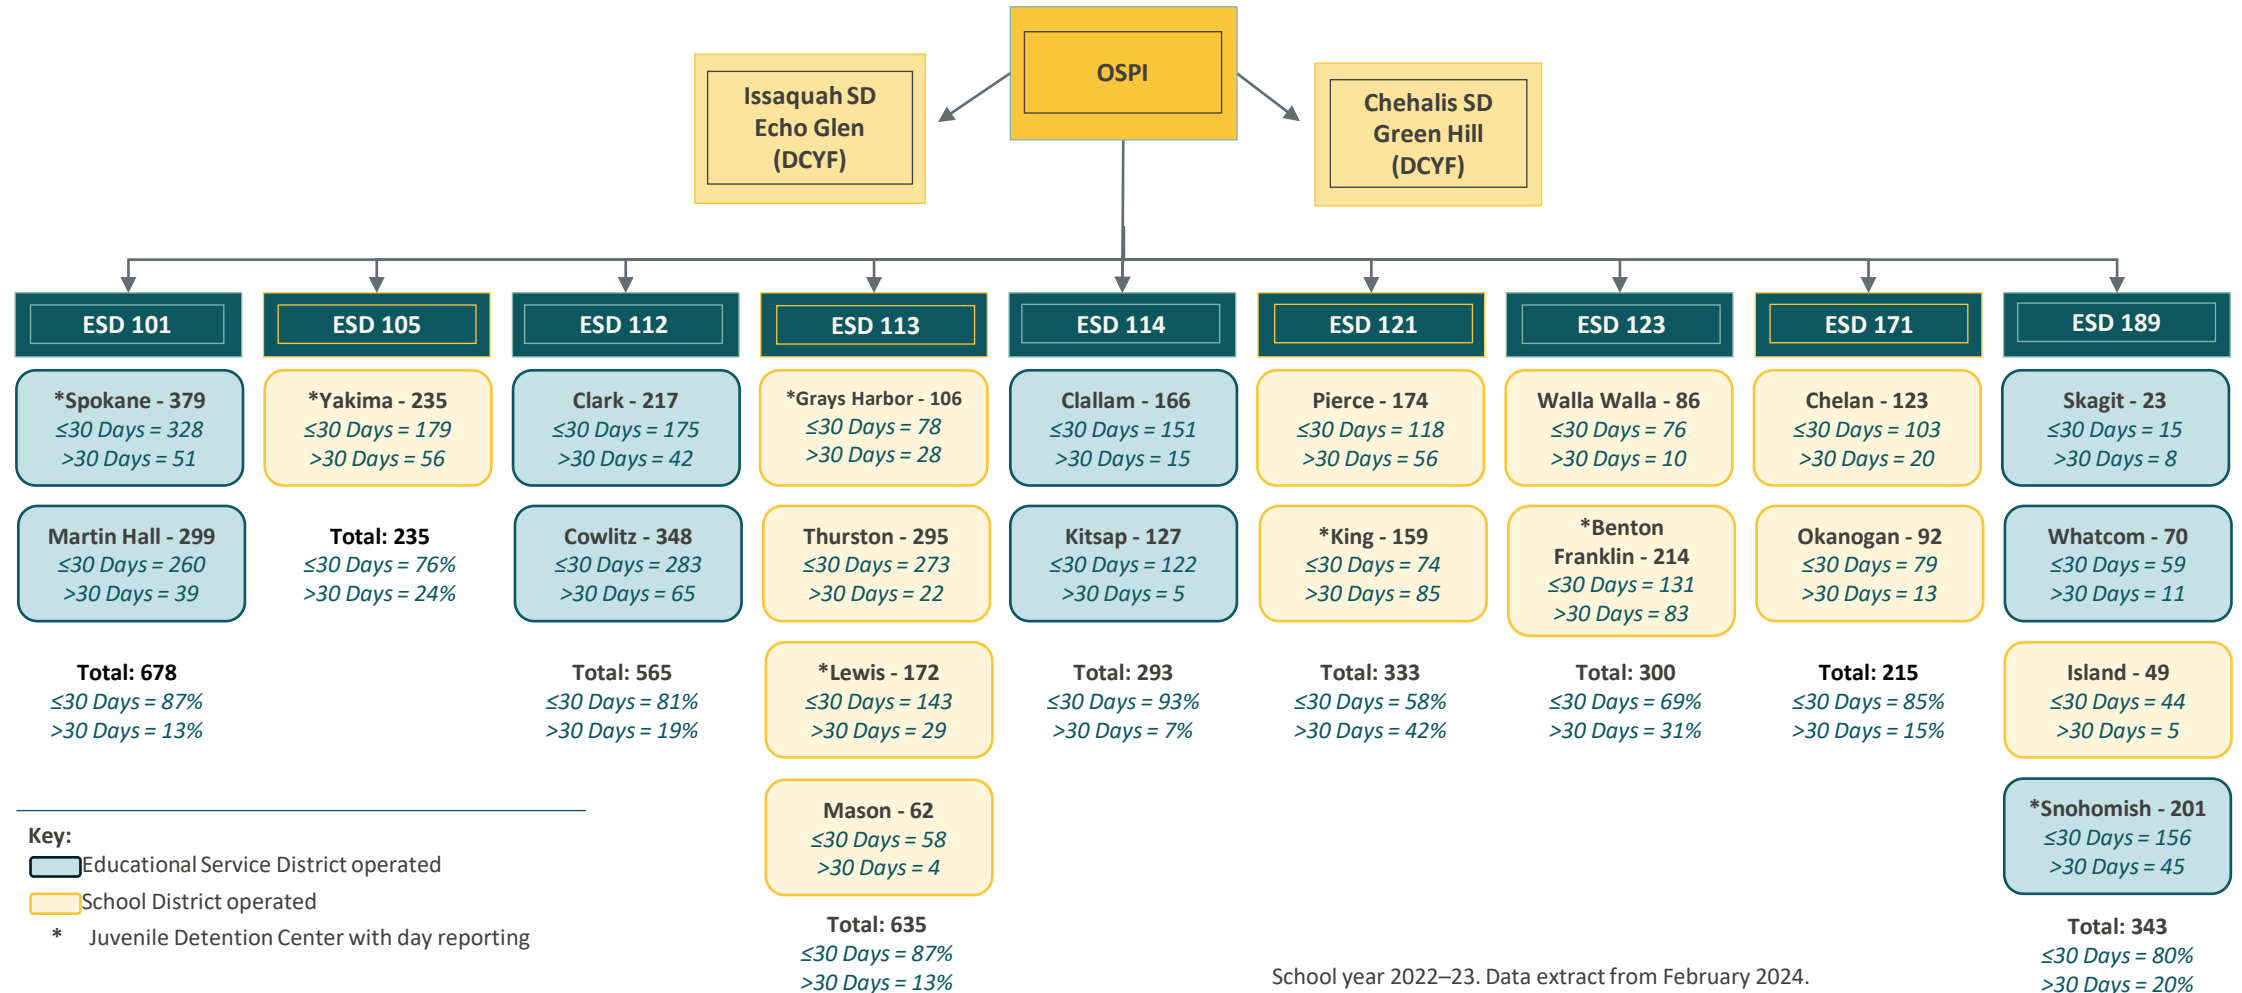 OSPI
Issaquah SD
Echo Glen
(DCYF)
Chehalis SD
Green Hill
(DCYF)
ESD 101
*Spokane - 379
≤30 Days = 328
>30 Days = 51
Martin Hall - 299
≤30 Days = 260
>30 Days = 39
Total: 678
≤30 Days = 87%
>30 Days = 13%
ESD 105
*Yakima - 235
≤30 Days = 179
>30 Days = 56
Total: 235
≤30 Days = 76%
>30 Days = 24%
ESD 112
Clark - 217
≤30 Days = 175
>30 Days = 42
Cowlitz - 348
≤30 Days = 283
>30 Days = 65
Total: 565
≤30 Days = 81%
>30 Days = 19%
ESD 113
*Grays Harbor - 106
≤30 Days = 78
>30 Days = 28
Thurston - 295
≤30 Days = 273
>30 Days = 22
*Lewis - 172
≤30 Days = 143
>30 Days = 29
Mason - 62
≤30 Days = 58
>30 Days = 4
Total: 635
≤30 Days = 87%
>30 Days = 13%
ESD 114
Clallam - 166
≤30 Days = 151
>30 Days = 15
Kitsap - 127
≤30 Days = 122
>30 Days = 5
Total: 293
≤30 Days = 93%
>30 Days = 7%
ESD 121
Pierce - 174
≤30 Days = 118
>30 Days = 56
*King - 159
≤30 Days = 74
>30 Days = 85
Total: 333
≤30 Days = 58%
>30 Days = 42%
ESD 123
Walla Walla - 86
≤30 Days = 76
>30 Days = 10
*Benton
Franklin - 214
≤30 Days = 131
>30 Days = 83
Total: 300
≤30 Days = 69%
>30 Days = 31%
ESD 171
Chelan - 123
≤30 Days = 103
>30 Days = 20
Okanogan - 92
≤30 Days = 79
>30 Days = 13
Total: 215
≤30 Days = 85%
>30 Days = 15%
ESD 189
Skagit - 23
≤30 Days = 15
>30 Days = 8
Whatcom - 70
≤30 Days = 59
>30 Days = 11
Island - 49
≤30 Days = 44
>30 Days = 5
*Snohomish - 201
≤30 Days = 156
>30 Days = 45
Total: 343
≤30 Days = 80%
>30 Days = 20%
Key:
Educational Service District operated
School District operated
* Juvenile Detention Center with day reporting
School year 2022–23. Data extract from February 2024.